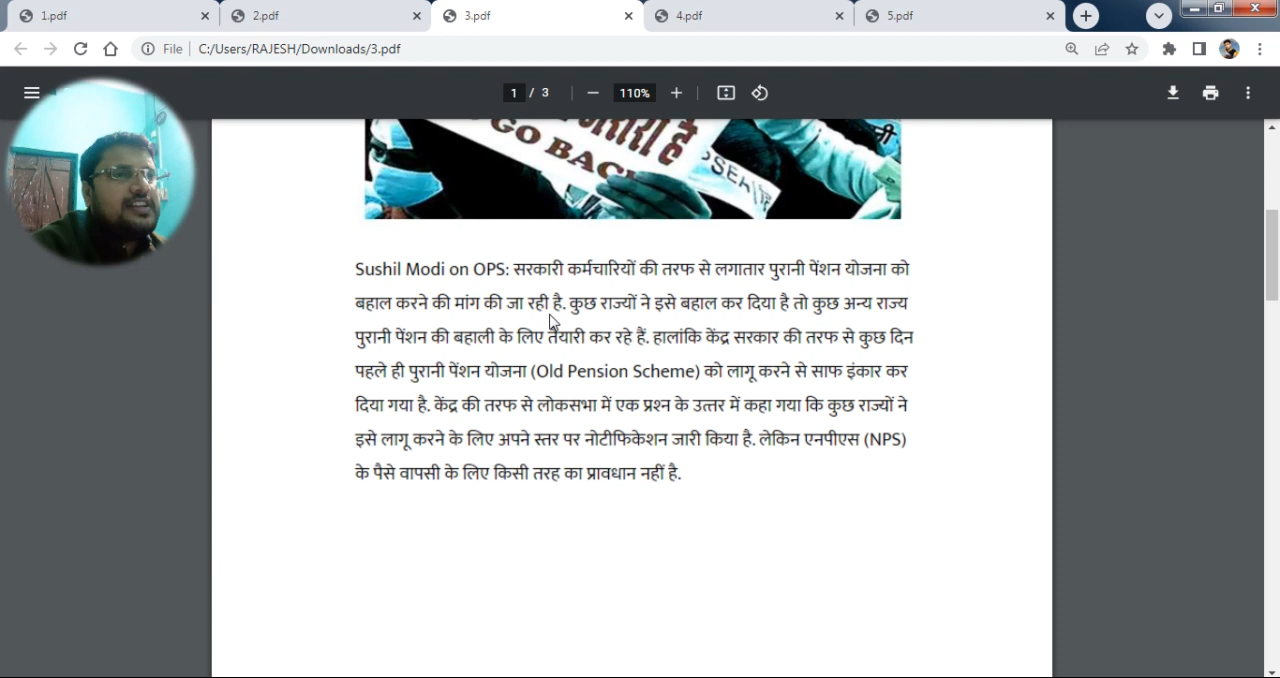 1.pdf
2.pdf
3.pdf
4.pdf
5.pdf
File C:/Users/RAJESH/Downloads/3.pdf
1 / 3 110%
GO BAC
Sushil Modi on OPS: सरकारी कर्मचारियों की तरफ से लगातार पुरानी पेंशन योजना को
बहाल करने की मांग की जा रही है. कुछ राज्यों ने इसे बहाल कर दिया है तो कुछ अन्य राज्य
पुरानी पेंशन की बहाली के लिए तैयारी कर रहे हैं. हालांकि केंद्र सरकार की तरफ से कुछ दिन
पहले ही पुरानी पेंशन योजना (Old Pension Scheme) को लागू करने से साफ इंकार कर
दिया गया है. केंद्र की तरफ से लोकसभा में एक प्रश्न के उत्तर में कहा गया कि कुछ राज्यों ने
इसे लागू करने के लिए अपने स्तर पर नोटीफिकेशन जारी किया है. लेकिन एनपीएस (NPS)
के पैसे वापसी के लिए किसी तरह का प्रावधान नहीं है.